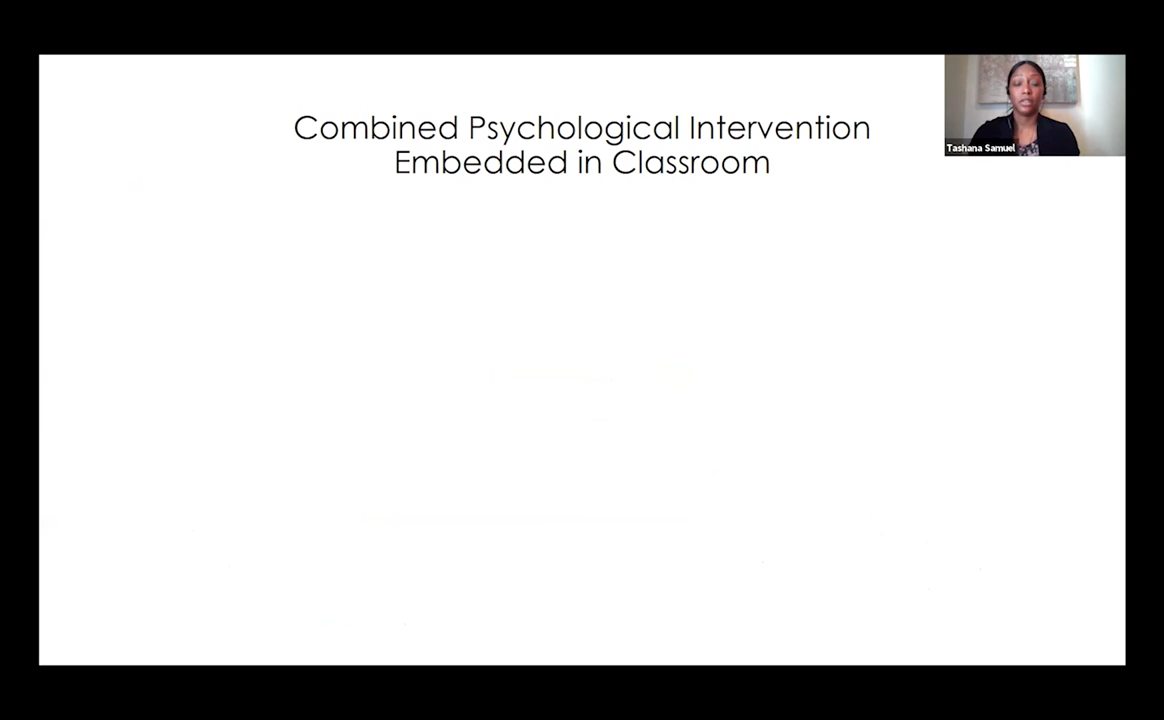 Combined Psychological Intervention
Embedded in Classroom
Tashana Samuel